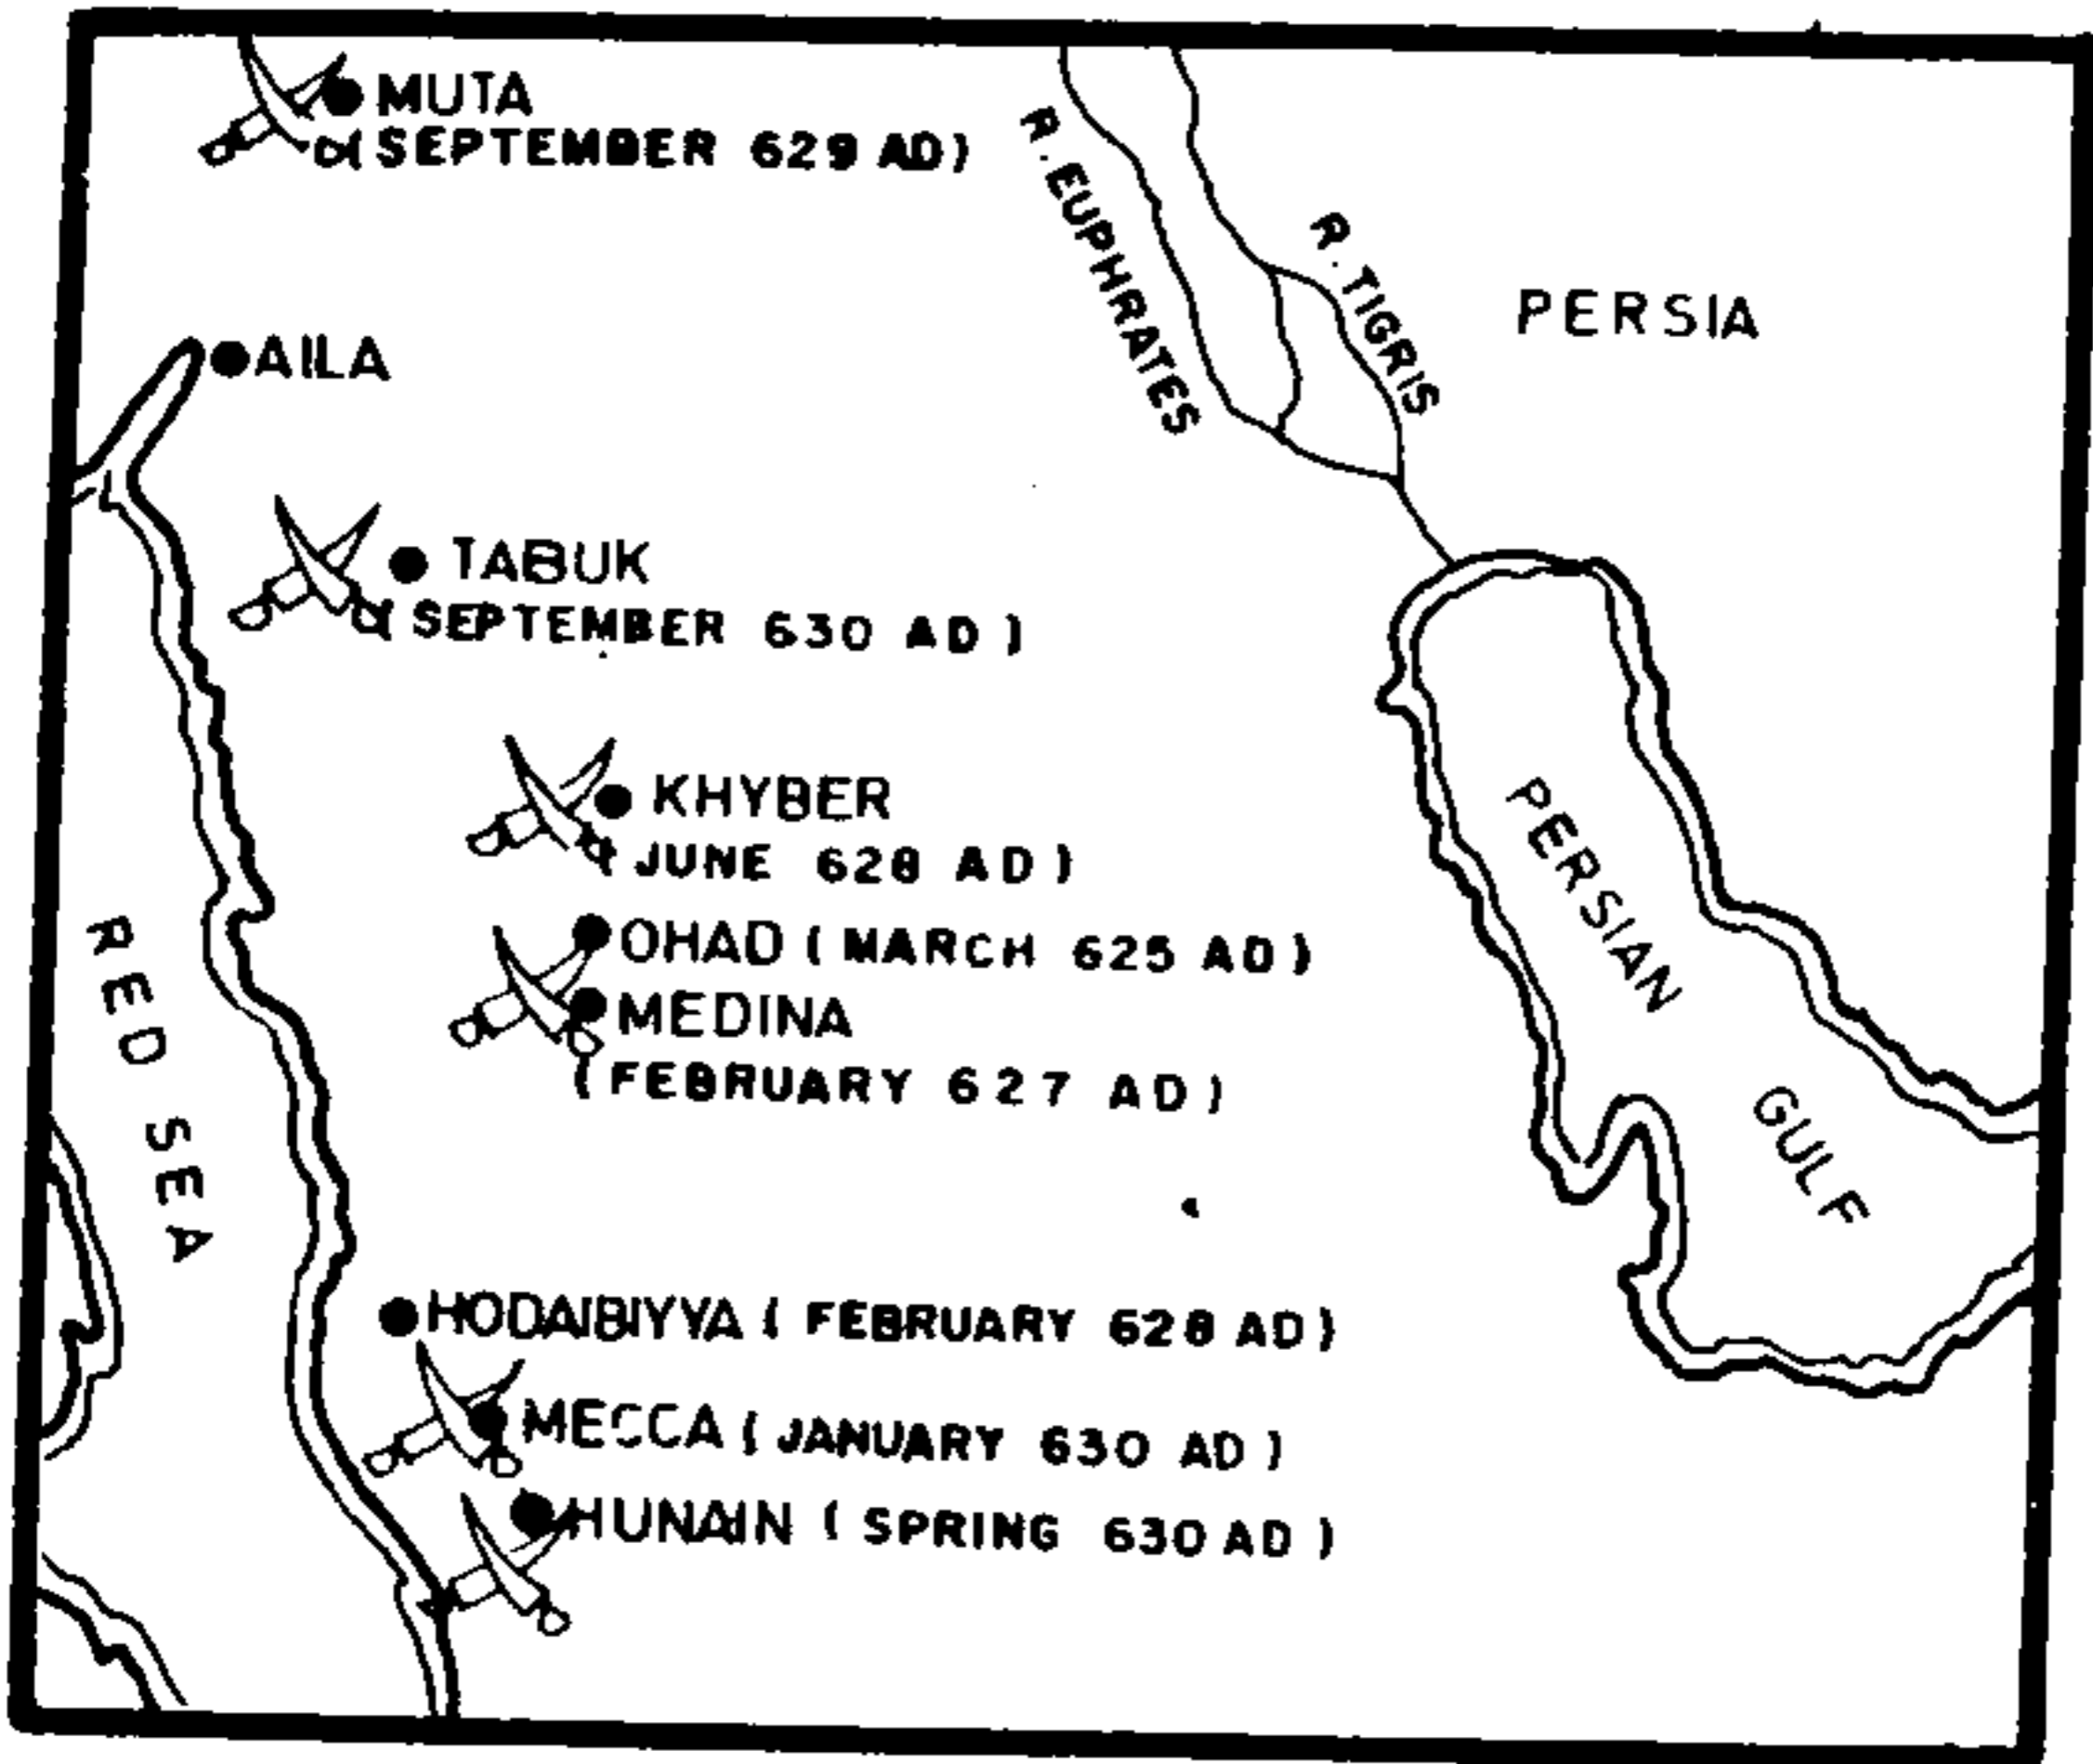 MUTA
(SEPTEMBER 629 AD)
R. EUPHRATES
R. TIGRIS
PERSIA
AILA
TABUK
(SEPTEMBER 630 AD)
KHYBER
(JUNE 628 AD)
OHAD (MARCH 625 AD)
MEDINA
(FEBRUARY 627 AD)
RED SEA
PERSIAN GULF
HODAIBIYYA (FEBRUARY 628 AD)
MECCA (JANUARY 630 AD)
HUNAIN (SPRING 630 AD)